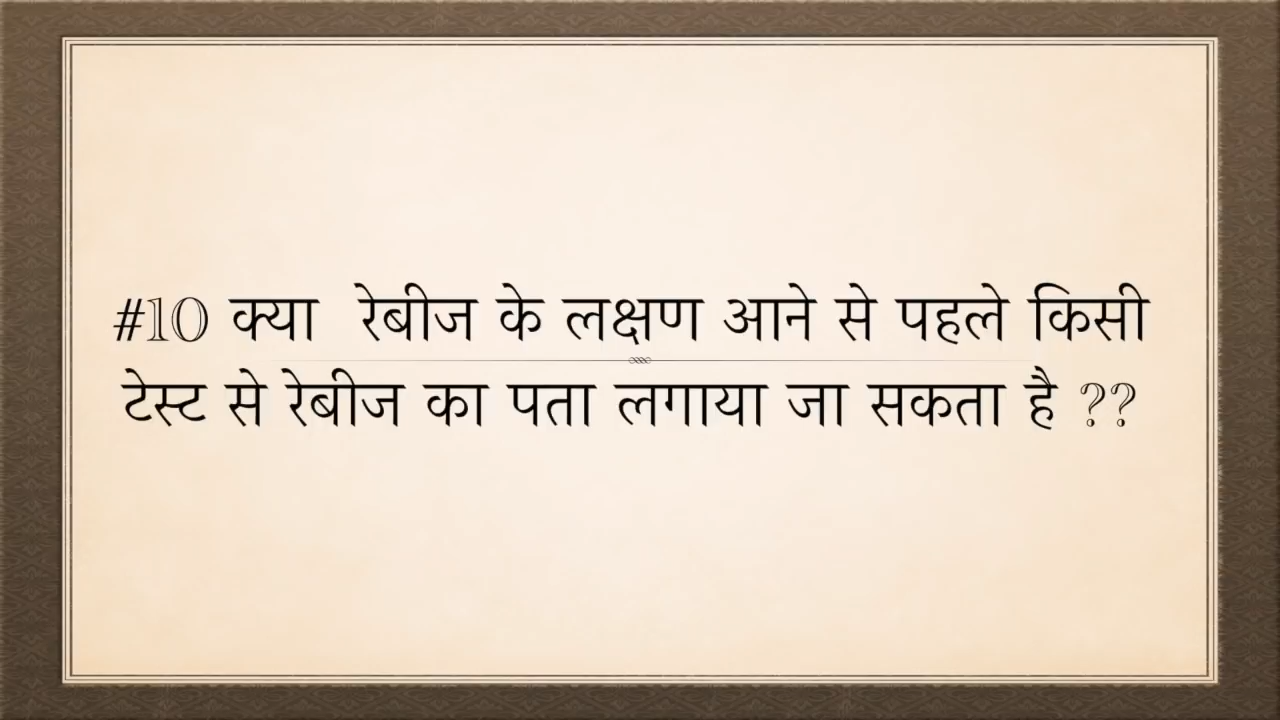 #10 क्या रेबीज के लक्षण आने से पहले किसी
टेस्ट से रेबीज का पता लगाया जा सकता है ??